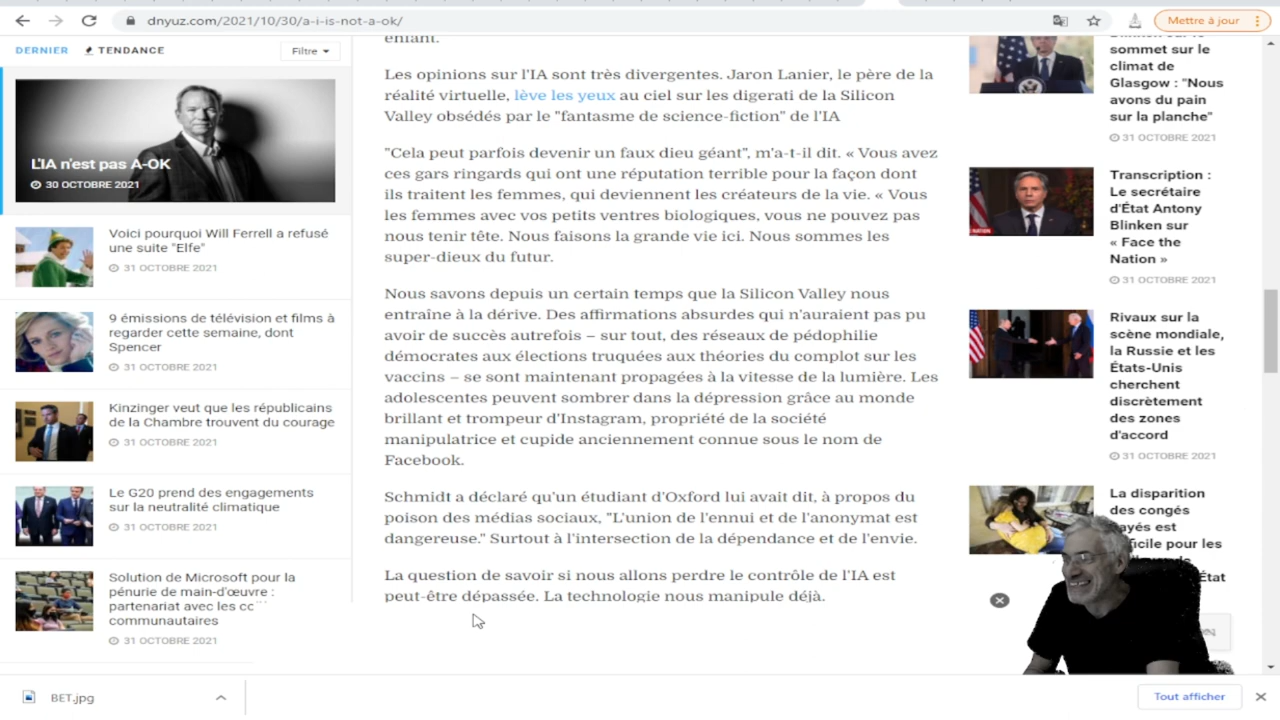 dnyuz.com/2021/10/30/a-i-is-not-a-ok/
Mettre à jour
DERNIER
TENDANCE
Filtre
L'IA n'est pas A-OK
30 OCTOBRE 2021
Voici pourquoi Will Ferrell a refusé
une suite "Elfe"
31 OCTOBRE 2021
9 émissions de télévision et films à
regarder cette semaine, dont
Spencer
31 OCTOBRE 2021
Kinzinger veut que les républicains
de la Chambre trouvent du courage
31 OCTOBRE 2021
Le G20 prend des engagements
sur la neutralité climatique
31 OCTOBRE 2021
Solution de Microsoft pour la
pénurie de main-d'œuvre :
partenariat avec les
communautaires
31 OCTOBRE 2021
enfant.
Les opinions sur l'IA sont très divergentes. Jaron Lanier, le père de la
réalité virtuelle, lève les yeux au ciel sur les digerati de la Silicon
Valley obsédés par le "fantasme de science-fiction" de l'IA
"Cela peut parfois devenir un faux dieu géant", m'a-t-il dit. « Vous avez
ces gars ringards qui ont une réputation terrible pour la façon dont
ils traitent les femmes, qui deviennent les créateurs de la vie. « Vous
les femmes avec vos petits ventres biologiques, vous ne pouvez pas
nous tenir tête. Nous faisons la grande vie ici. Nous sommes les
super-dieux du futur.
Nous savons depuis un certain temps que la Silicon Valley nous
entraîne à la dérive. Des affirmations absurdes qui n'auraient pas pu
avoir de succès autrefois – sur tout, des réseaux de pédophilie
démocrates aux élections truquées aux théories du complot sur les
vaccins – se sont maintenant propagées à la vitesse de la lumière. Les
adolescentes peuvent sombrer dans la dépression grâce au monde
brillant et trompeur d'Instagram, propriété de la société
manipulatrice et cupide anciennement connue sous le nom de
Facebook.
Schmidt a déclaré qu'un étudiant d'Oxford lui avait dit, à propos du
poison des médias sociaux, "L'union de l'ennui et de l'anonymat est
dangereuse." Surtout à l'intersection de la dépendance et de l'envie.
La question de savoir si nous allons perdre le contrôle de l'IA est
peut-être dépassée. La technologie nous manipule déjà.
Blinken sur le
sommet sur le
climat de
Glasgow : "Nous
avons du pain
sur la planche"
31 OCTOBRE 2021
Transcription :
Le secrétaire
d'État Antony
Blinken sur
« Face the
Nation »
31 OCTOBRE 2021
Rivaux sur la
scène mondiale,
la Russie et les
États-Unis
cherchent
discrètement
des zones
d'accord
31 OCTOBRE 2021
La disparition
des congés
payés est
difficile pour les
État
BET.jpg
Tout afficher